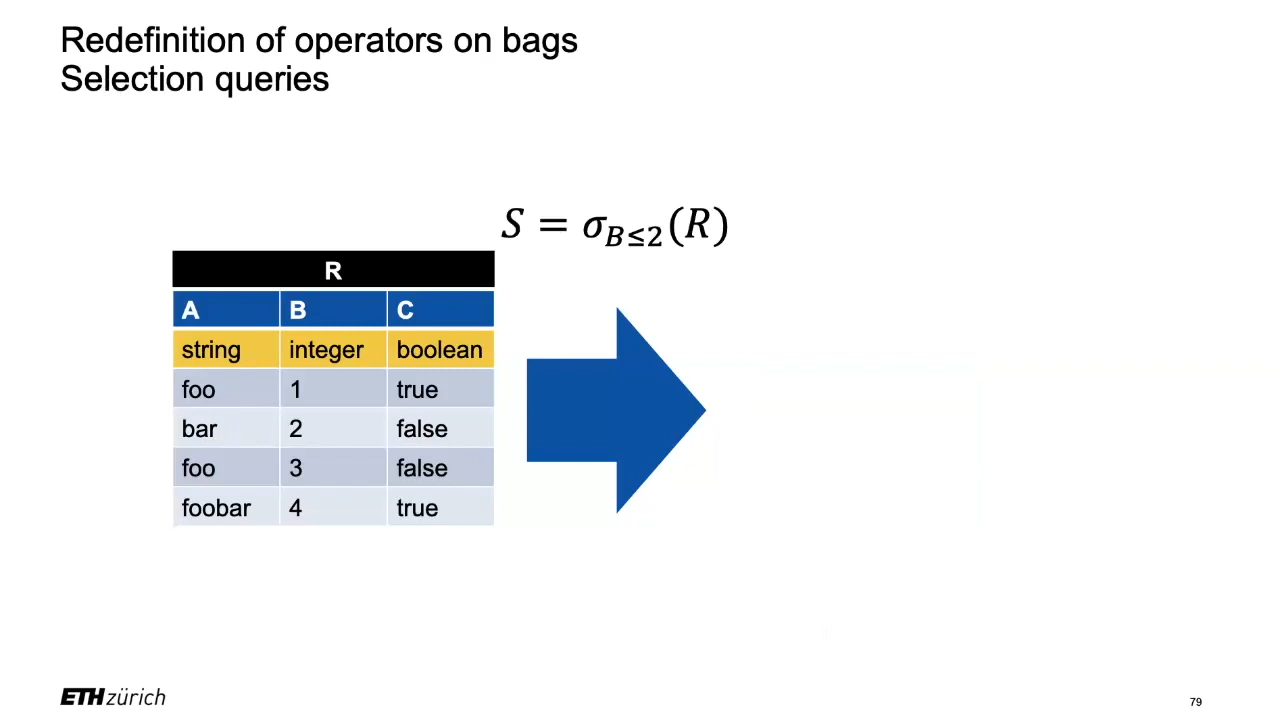 Redefinition of operators on bags
Selection queries
S = σ_{B≤2}(R)
R
A B C
string integer boolean
foo 1 true
bar 2 false
foo 3 false
foobar 4 true
ETH zürich
79